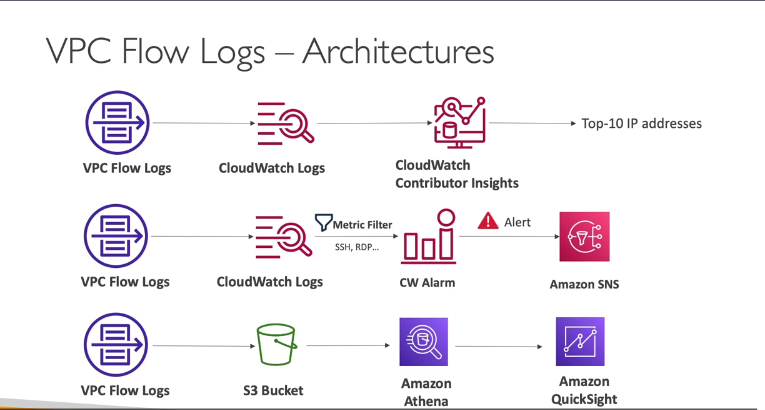 VPC Flow Logs – Architectures
VPC Flow Logs
CloudWatch Logs
CloudWatch
Contributor Insights
Top-10 IP addresses
VPC Flow Logs
CloudWatch Logs
Metric Filter
SSH, RDP...
CW Alarm
Alert
Amazon SNS
VPC Flow Logs
S3 Bucket
Amazon
Athena
Amazon
QuickSight